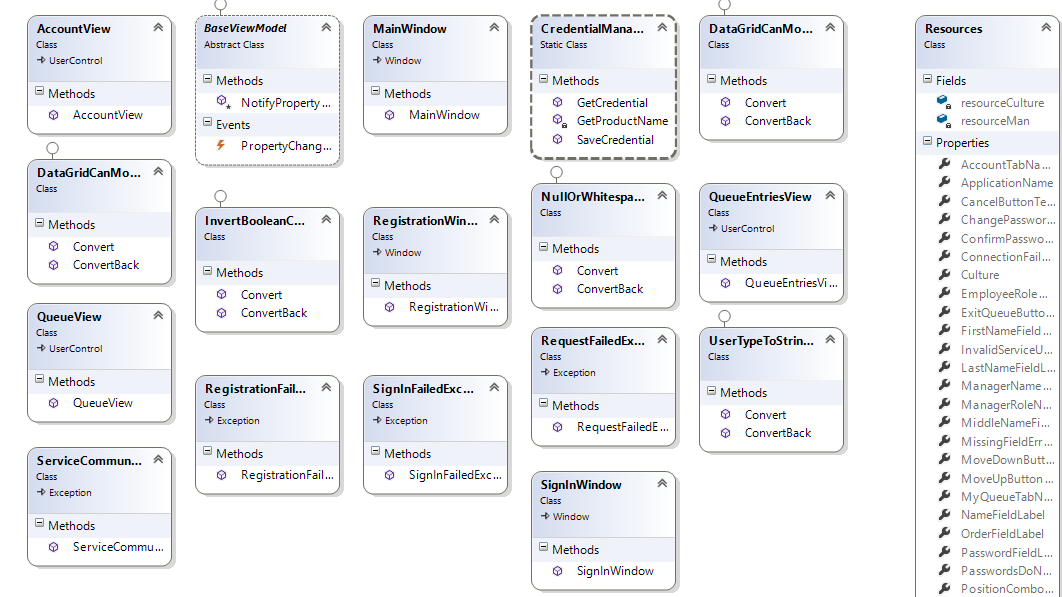 AccountView
Class
UserControl
Methods
AccountView
BaseViewModel
Abstract Class
Methods
NotifyProperty...
Events
PropertyChang...
MainWindow
Class
Window
Methods
MainWindow
CredentialMana...
Static Class
Methods
GetCredential
GetProductName
SaveCredential
DataGridCanMo...
Class
Methods
Convert
ConvertBack
DataGridCanMo...
Class
Methods
Convert
ConvertBack
InvertBooleanC...
Class
Methods
Convert
ConvertBack
RegistrationWin...
Class
Window
Methods
RegistrationWi...
NullOrWhitespa...
Class
Methods
Convert
ConvertBack
QueueEntriesView
Class
UserControl
Methods
QueueEntriesVi...
QueueView
Class
UserControl
Methods
QueueView
RegistrationFail...
Class
Exception
Methods
RegistrationFail...
SignInFailedExc...
Class
Exception
Methods
SignInFailedExc...
RequestFailedEx...
Class
Exception
Methods
RequestFailedE...
UserTypeToStrin...
Class
Methods
Convert
ConvertBack
ServiceCommun...
Class
Exception
Methods
ServiceCommu...
SignInWindow
Class
Window
Methods
SignInWindow
Resources
Class
Fields
resourceCulture
resourceMan
Properties
AccountTabNa...
ApplicationName
CancelButtonTe...
ChangePasswor...
ConfirmPasswo...
ConnectionFail...
Culture
EmployeeRole...
ExitQueueButto...
FirstNameField...
InvalidServiceU...
LastNameFieldL...
ManagerName...
ManagerRoleN...
MiddleNameFi...
MissingFieldErr...
MoveDownButt...
MoveUpButton...
MyQueueTabN...
NameFieldLabel
OrderFieldLabel
PasswordFieldL...
PasswordsDoN...
PositionCombo...